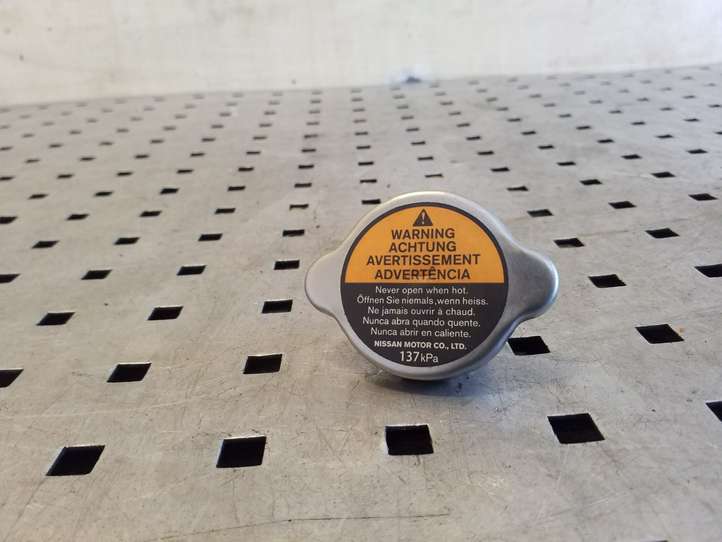 WARNING
ACHTUNG
AVERTISSEMENT
ADVERTÊNCIA
Never open when hot.
Öffnen Sie niemals,wenn heiss.
Ne jamais ouvrir à chaud.
Nunca abra quando quente.
Nunca abrir en caliente.
NISSAN MOTOR CO., LTD.
137kPa